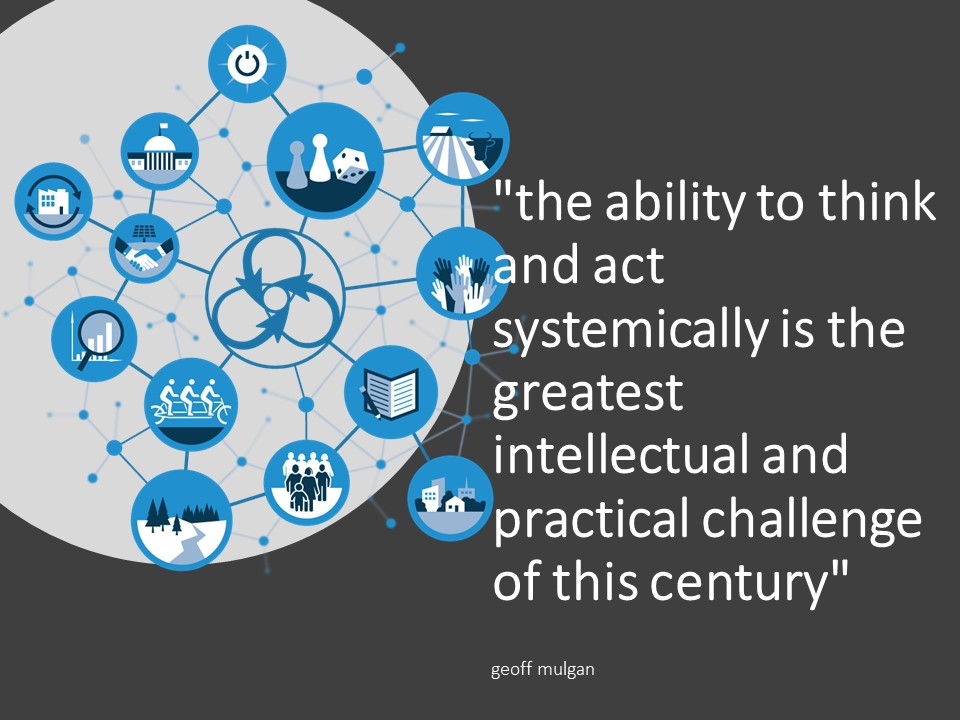 "the ability to think
and act
systemically is the
greatest
intellectual and
practical challenge
of this century"
geoff mulgan